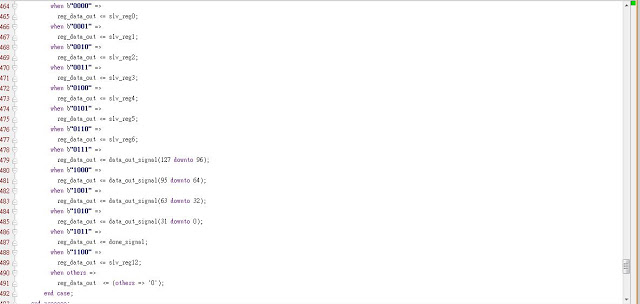 464 when b"0000" =>
465 reg_data_out <= slv_reg0;
466 when b"0001" =>
467 reg_data_out <= slv_reg1;
468 when b"0010" =>
469 reg_data_out <= slv_reg2;
470 when b"0011" =>
471 reg_data_out <= slv_reg3;
472 when b"0100" =>
473 reg_data_out <= slv_reg4;
474 when b"0101" =>
475 reg_data_out <= slv_reg5;
476 when b"0110" =>
477 reg_data_out <= slv_reg6;
478 when b"0111" =>
479 reg_data_out <= data_out_signal(127 downto 96);
480 when b"1000" =>
481 reg_data_out <= data_out_signal(95 downto 64);
482 when b"1001" =>
483 reg_data_out <= data_out_signal(63 downto 32);
484 when b"1010" =>
485 reg_data_out <= data_out_signal(31 downto 0);
486 when b"1011" =>
487 reg_data_out <= done_signal;
488 when b"1100" =>
489 reg_data_out <= slv_reg12;
490 when others =>
491 reg_data_out <= (others => '0');
492 end case;